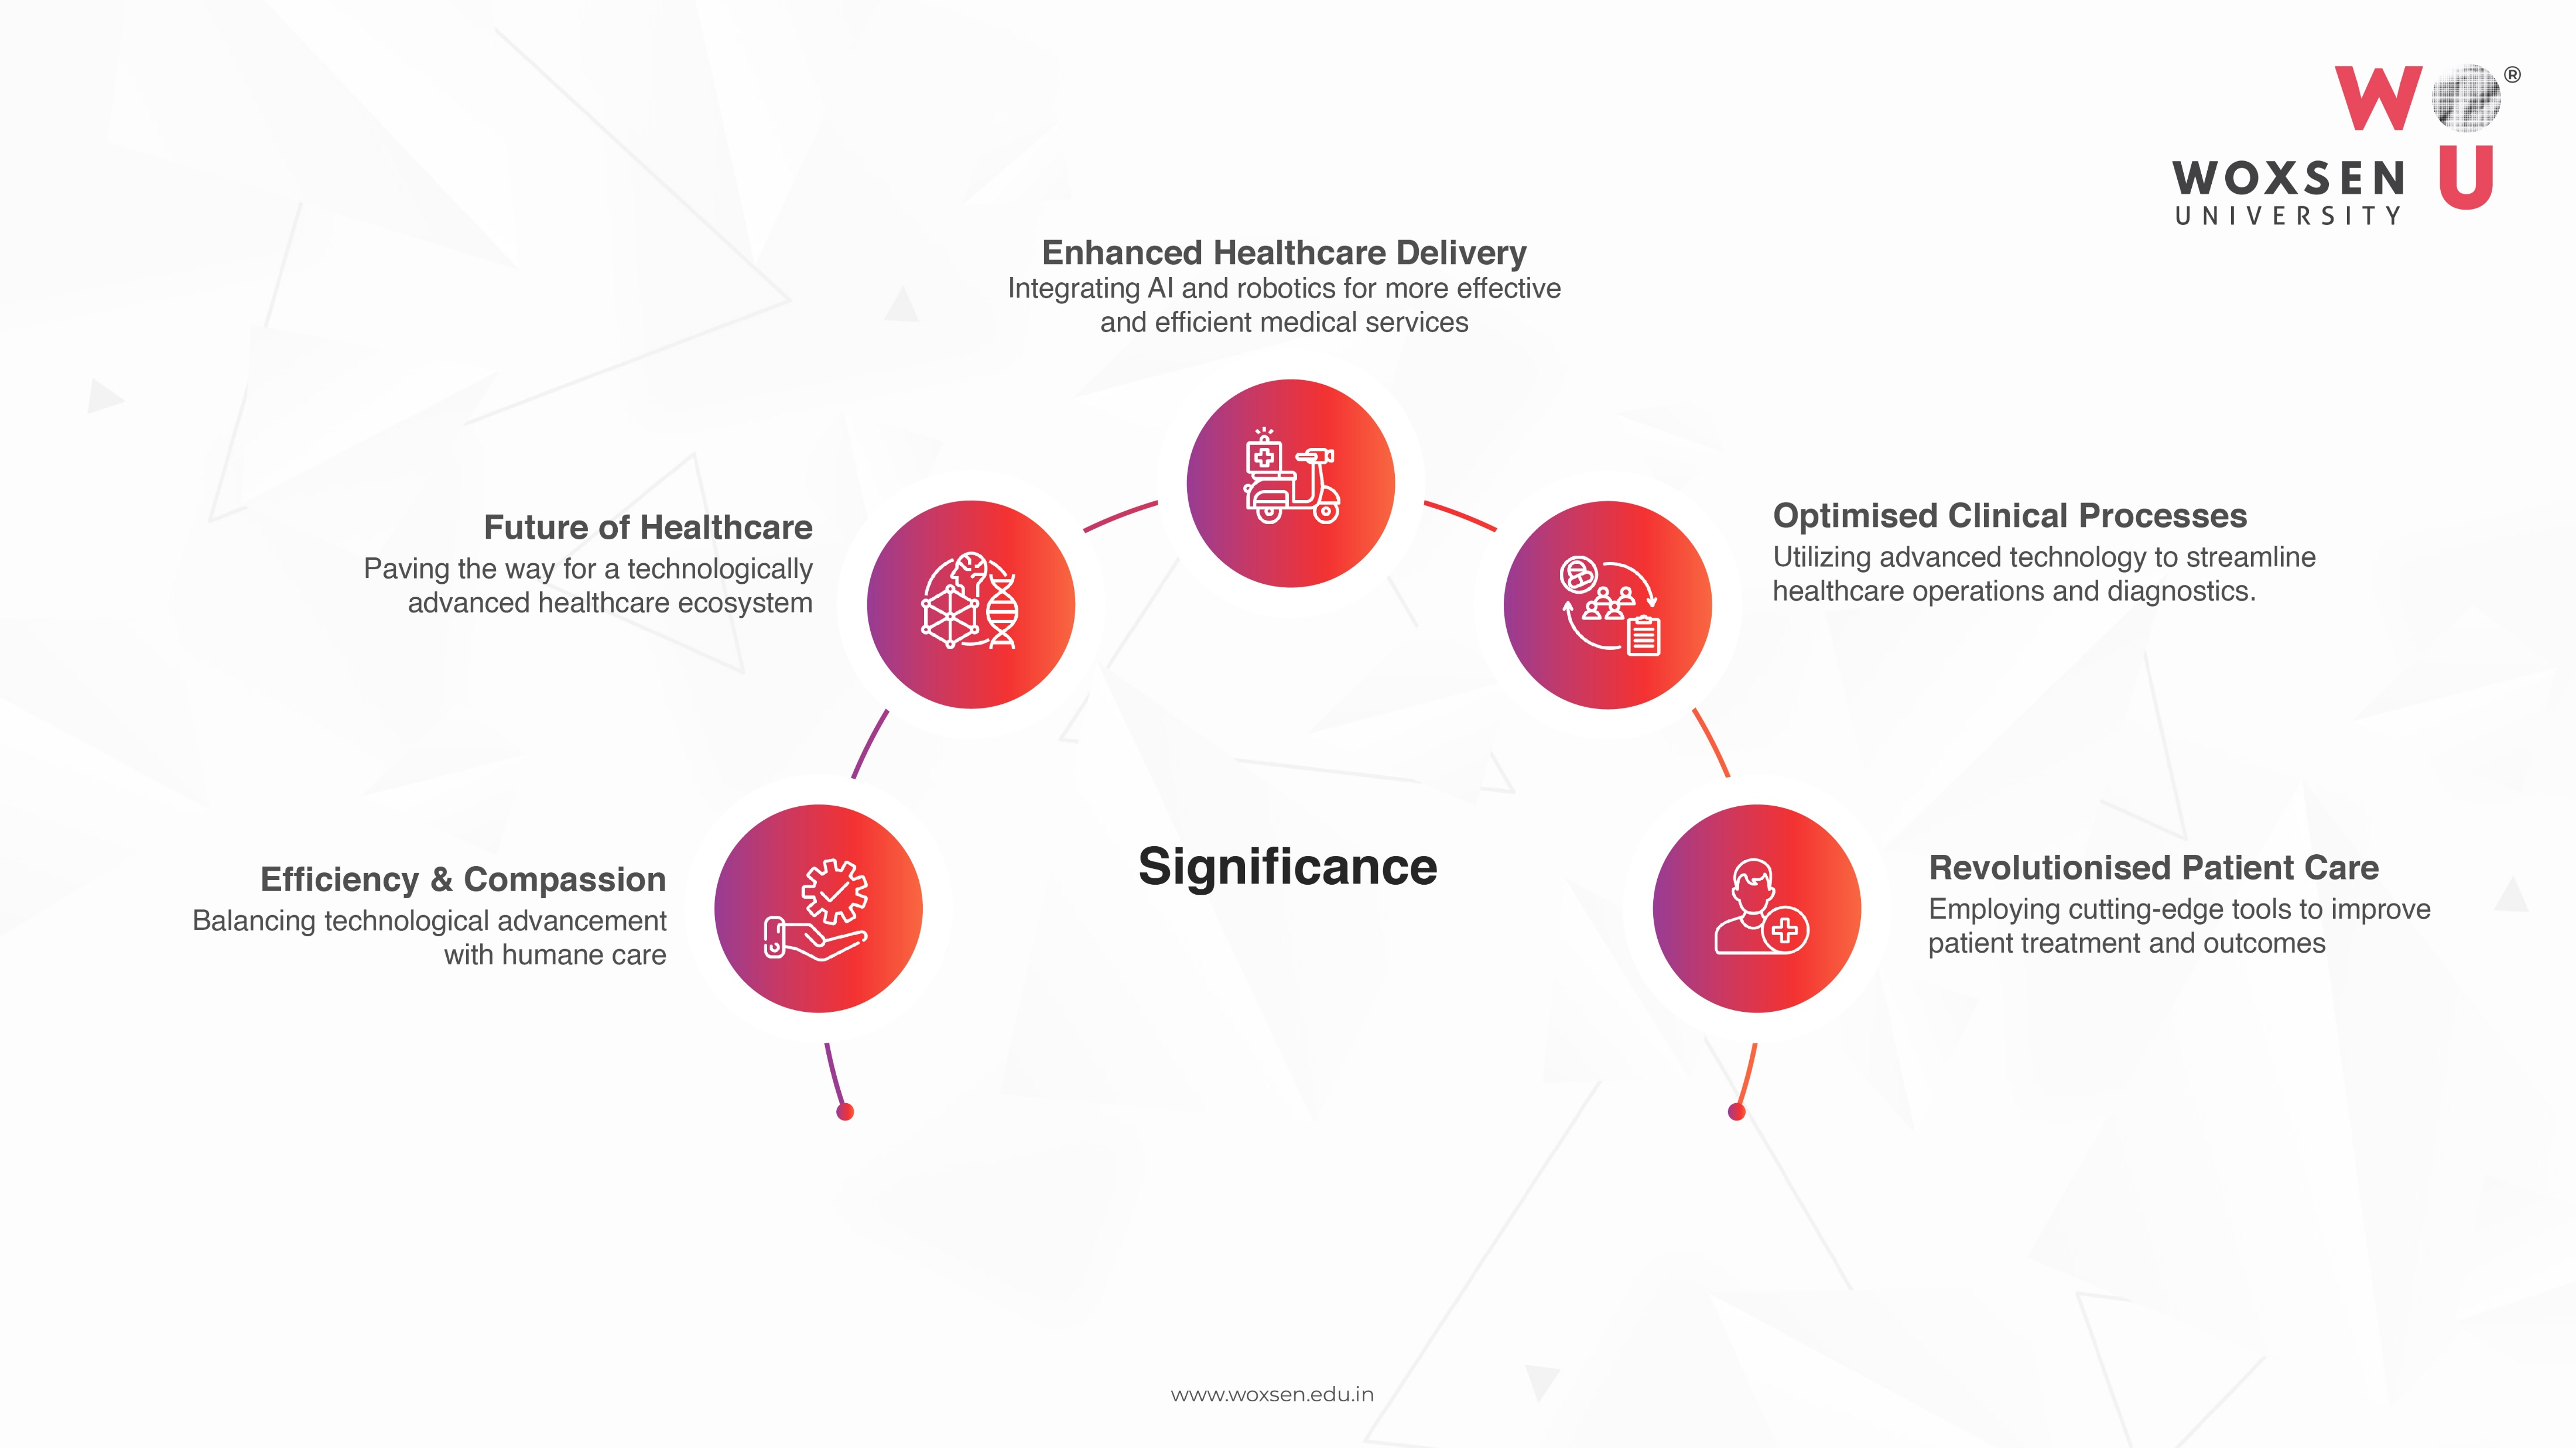 WO®
WOXSEN U
UNIVERSITY
Enhanced Healthcare Delivery
Integrating AI and robotics for more effective
and efficient medical services
Future of Healthcare
Paving the way for a technologically
advanced healthcare ecosystem
Optimised Clinical Processes
Utilizing advanced technology to streamline
healthcare operations and diagnostics.
Efficiency & Compassion
Balancing technological advancement
with humane care
Significance
Revolutionised Patient Care
Employing cutting-edge tools to improve
patient treatment and outcomes
www.woxsen.edu.in